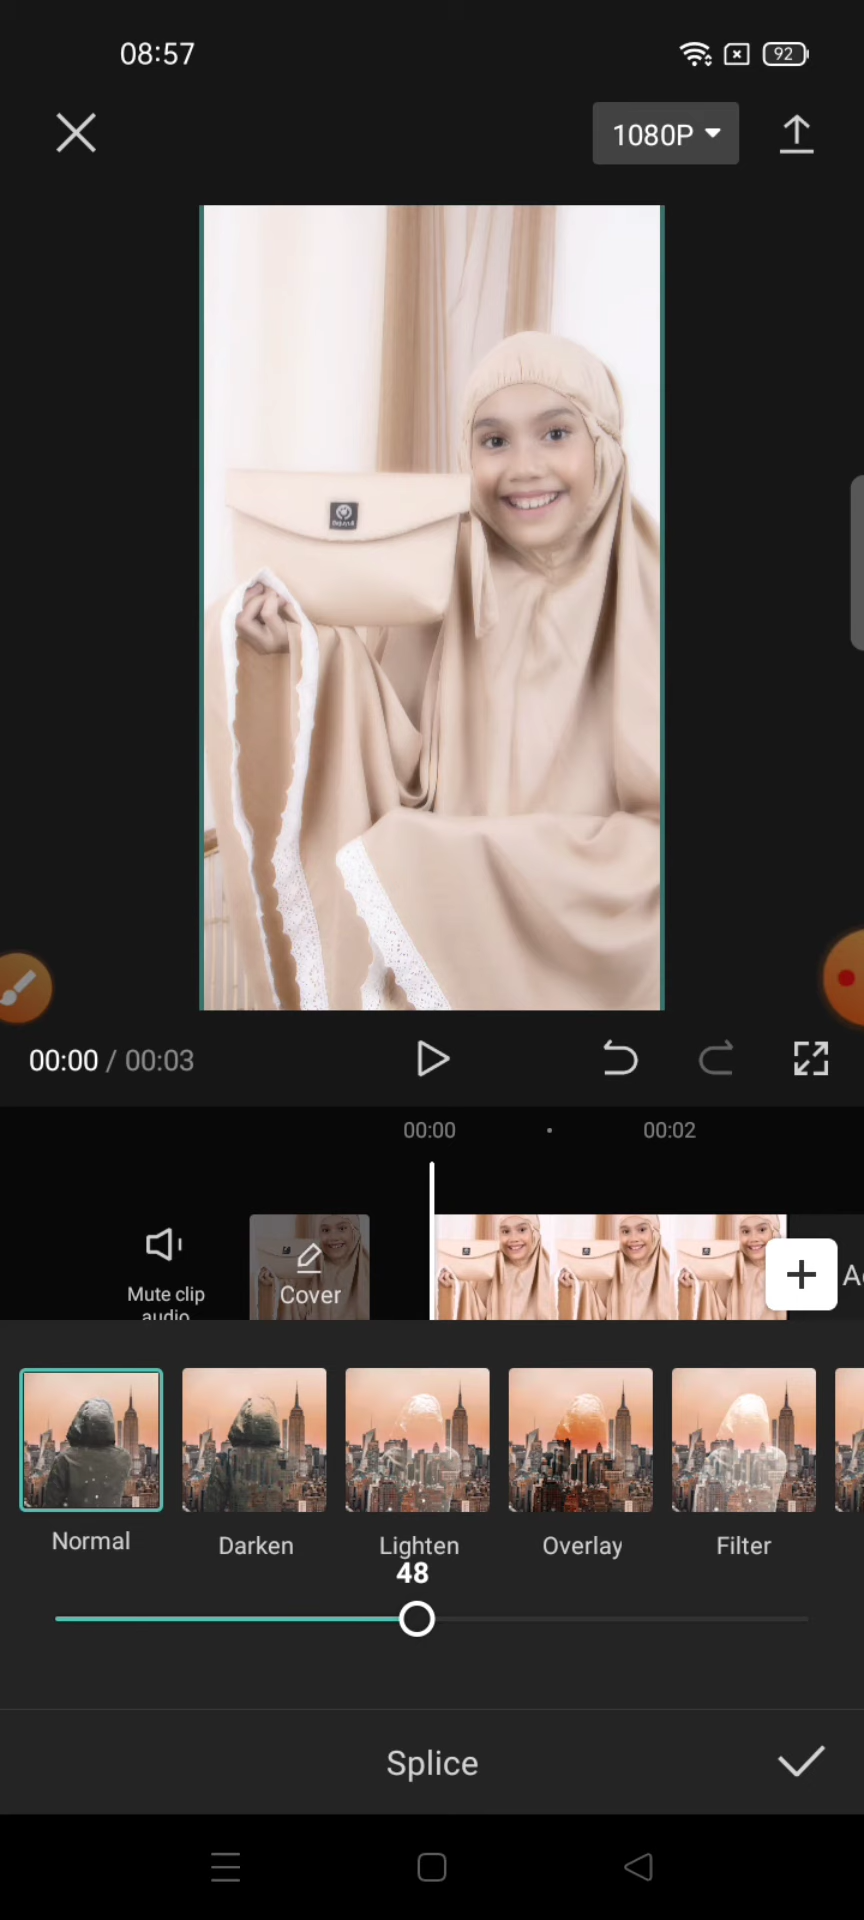 08:57
92
1080P
00:00 / 00:03
00:00
00:02
Mute clip
audio
Cover
Normal
Darken
Lighten
Overlay
Filter
48
Splice